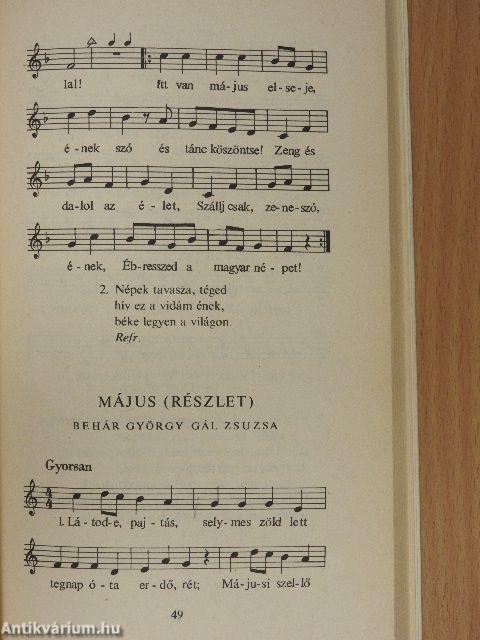 lal! Itt van má-jus el-se-je,
é-nek szó és tánc köszöntse! Zeng és
da-lol az é-let, Szállj csak, ze-ne-szó,
é-nek, Éb-resszed a magyar né-pet!
2. Népek tavasza, téged
hív ez a vidám ének,
béke legyen a világon.
Refr.
MÁJUS (RÉSZLET)
BEHÁR GYÖRGY GÁL ZSUZSA
Gyorsan
4
4
1. Lá-tod-e, paj-tás, sely-mes zöld lett
tegnap ó-ta er-dő, rét; Má-ju-si szel-lő
49
Antikvárium.hu